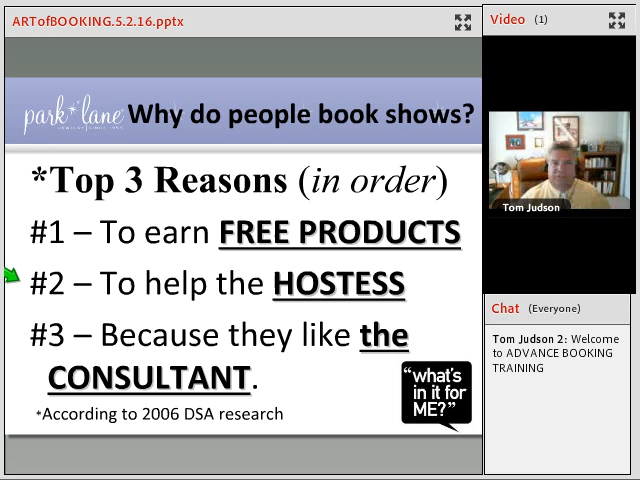 ARTofBOOKING.5.2.16.pptx
Video (1)
park lane
Why do people book shows?
*Top 3 Reasons (in order)
#1 – To earn FREE PRODUCTS
#2 – To help the HOSTESS
#3 – Because they like the
CONSULTANT.
*According to 2006 DSA research
"what's
in it for
ME?"
Tom Judson
Chat (Everyone)
Tom Judson 2: Welcome
to ADVANCE BOOKING
TRAINING